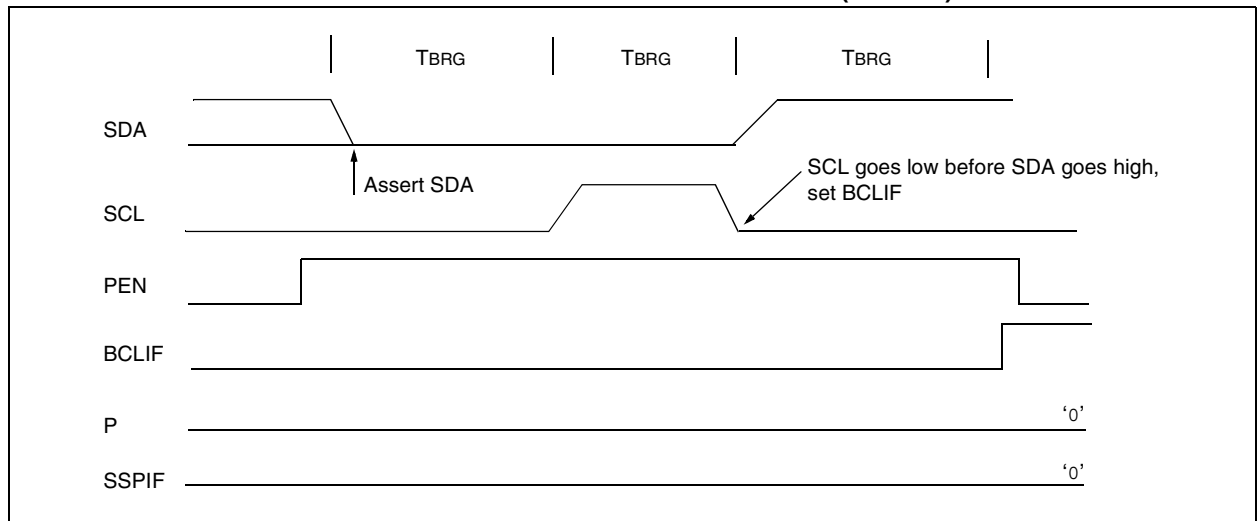 TBRG TBRG TBRG
SDA
Assert SDA
SCL goes low before SDA goes high,
set BCLIF
SCL
PEN
BCLIF
P '0'
SSPIF '0'